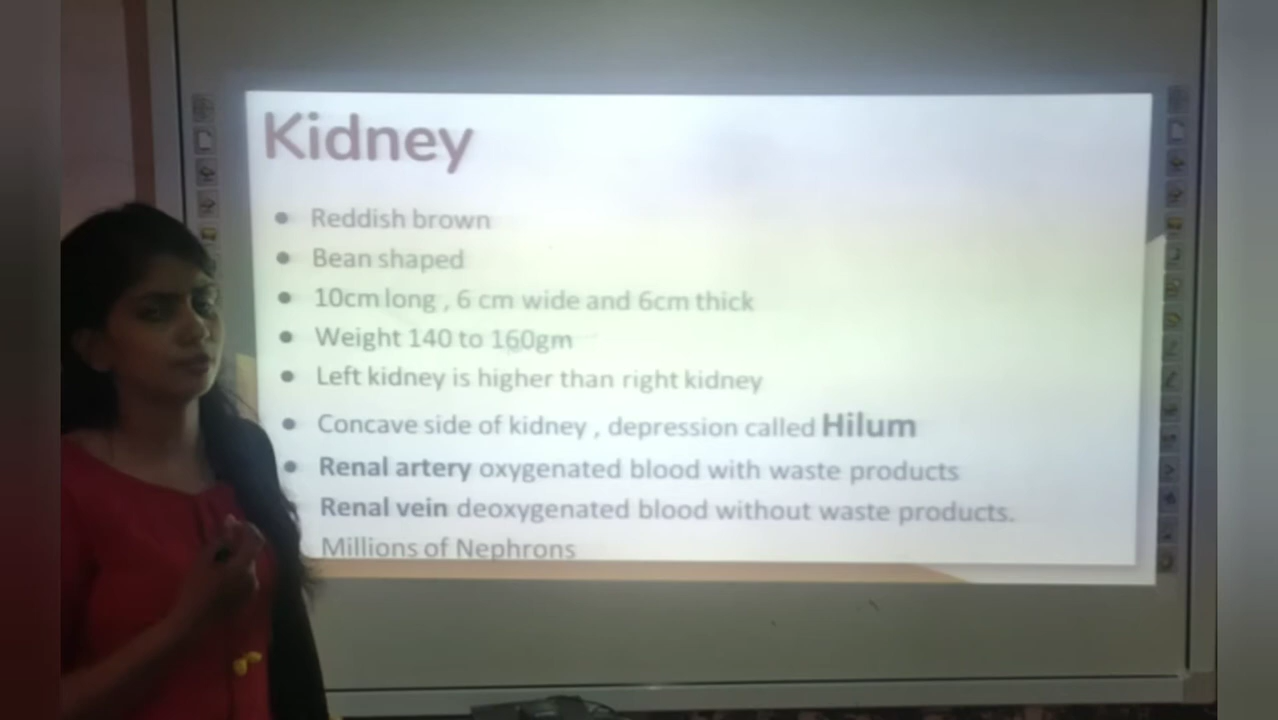 Kidney
• Reddish brown
• Bean shaped
• 10cm long , 6 cm wide and 6cm thick
• Weight 140 to 160gm
• Left kidney is higher than right kidney
• Concave side of kidney , depression called Hilum
• Renal artery oxygenated blood with waste products
Renal vein deoxygenated blood without waste products.
Millions of Nephrons